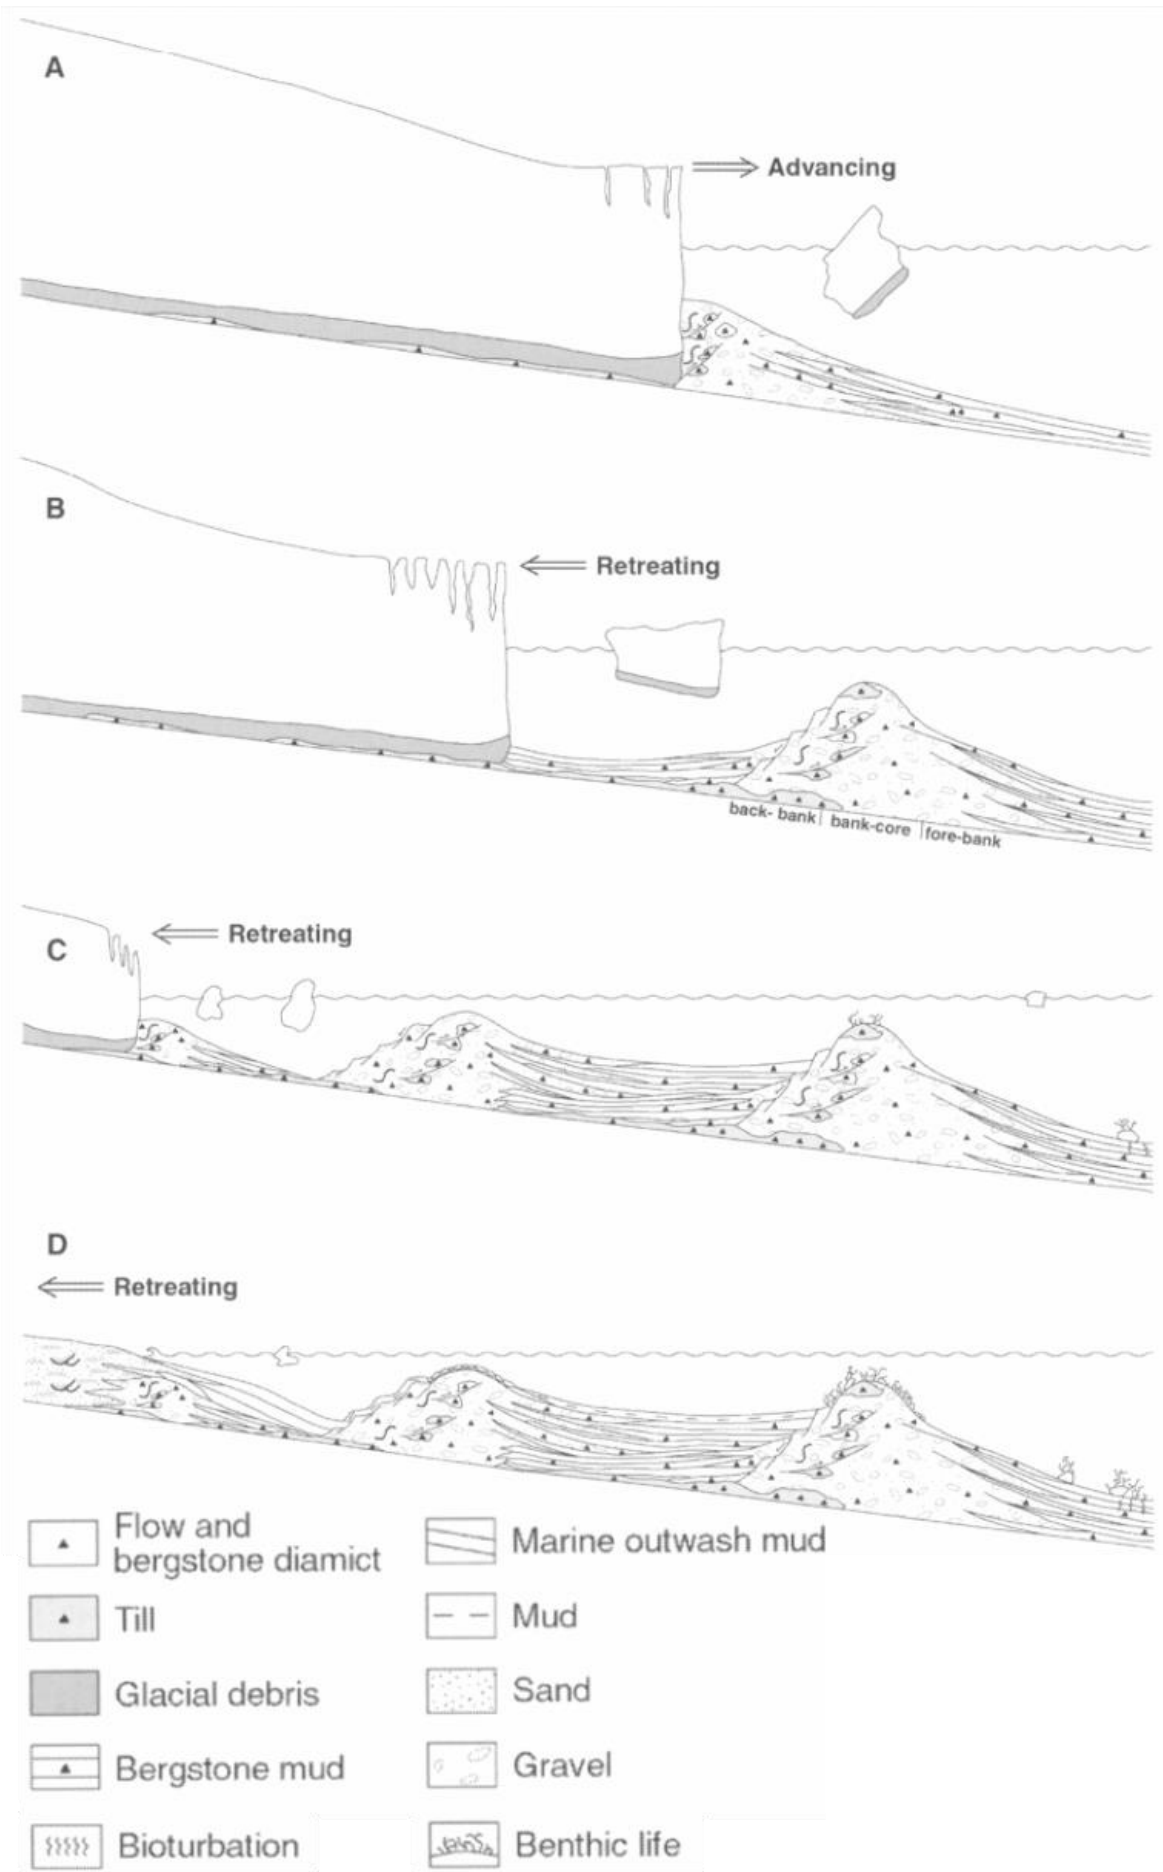 A
Advancing
B
Retreating
back- bank
bank-core
fore-bank
C
Retreating
D
Retreating
Flow and
bergstone diamict
Till
Glacial debris
Bergstone mud
Bioturbation
Marine outwash mud
Mud
Sand
Gravel
Benthic life